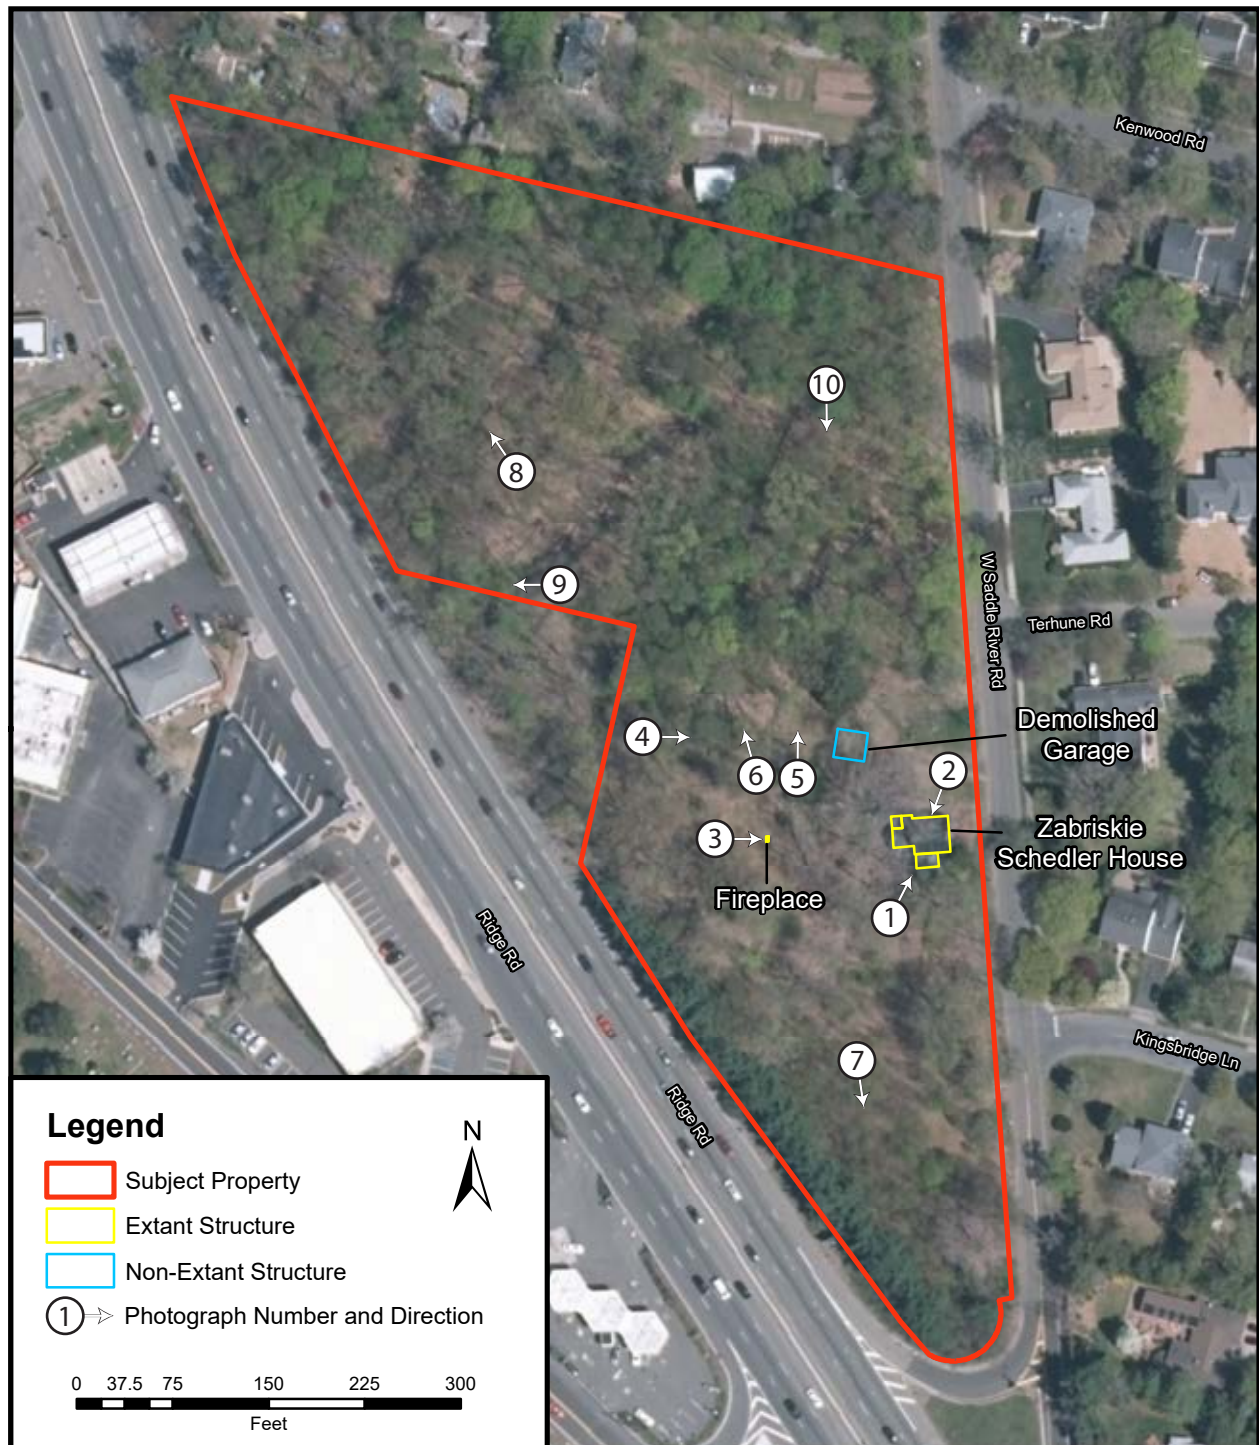 Kenwood Rd
10
8
9
W Saddle River Rd
Terhune Rd
Demolished
Garage
4
6
5
2
3
Zabriskie
Schedler House
Fireplace
1
Ridge Rd
Kingsbridge Ln
7
Ridge Rd
Legend
N
Subject Property
Extant Structure
Non-Extant Structure
1 Photograph Number and Direction
0 37.5 75 150 225 300
Feet